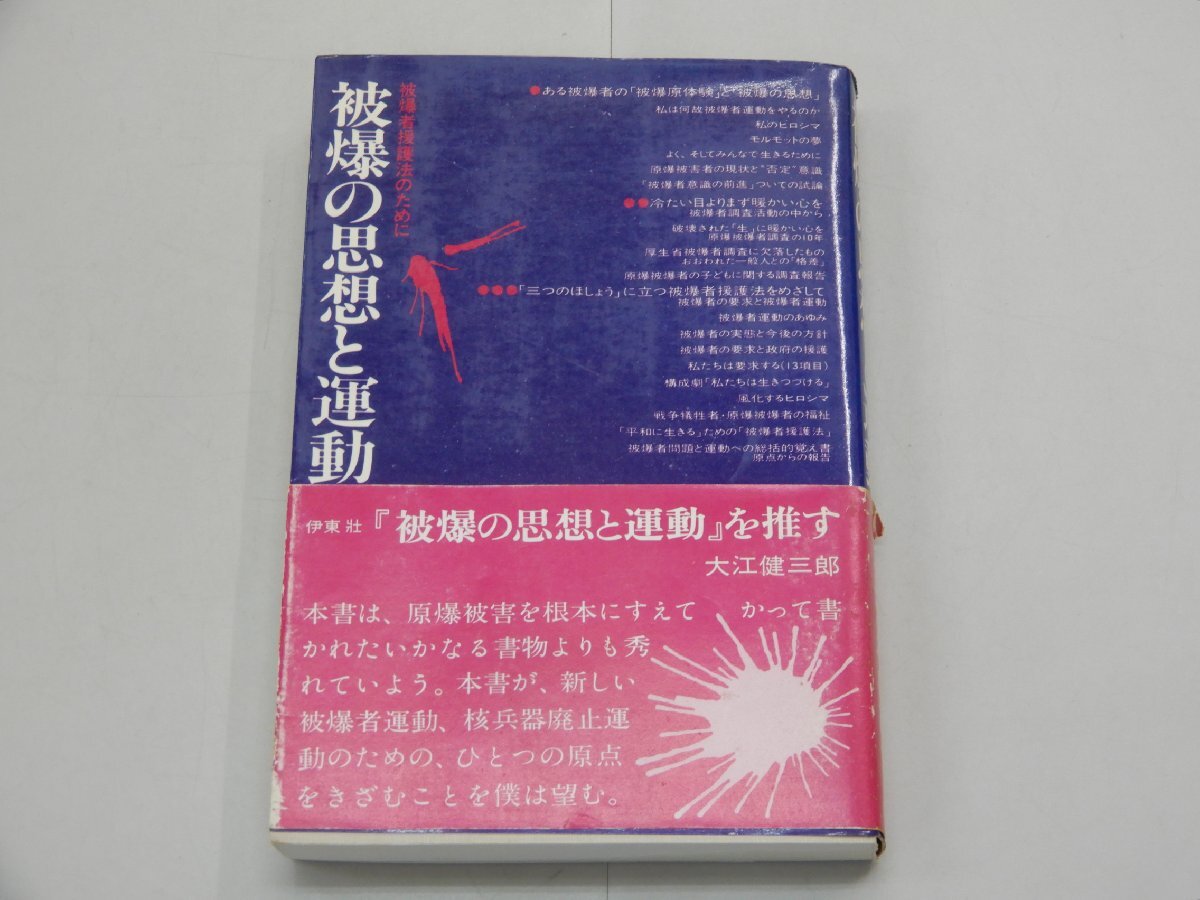 被爆の思想と運動
被爆者援護法のために
●ある被爆者の「被爆原体験」と「被爆の思想」
私は何故被爆者運動をやるのか
私のヒロシマ
モルモットの夢
よく、そしてみんなで生きるために
原爆被害者の現状と“否定”意識
「被爆者意識の前進」ついての試論
●●冷たい目よりまず暖かい心を
被爆者調査活動の中から
破壊された「生」に暖かい心を
原爆被爆者調査の10年
厚生省被爆者調査に欠落したもの
おおわれた一般人との「格差」
原爆被爆者の子どもに関する調査報告
●●●「三つのほしょう」に立つ被爆者援護法をめざして
被爆者の要求と被爆者運動
被爆者運動のあゆみ
被爆者の実態と今後の方針
被爆者の要求と政府の援護
私たちは要求する(13項目)
構成劇「私たちは生きつづける」
風化するヒロシマ
戦争犠牲者・原爆被爆者の福祉
「平和に生きる」ための「被爆者援護法」
被爆者問題と運動への総括的覚え書
原点からの報告
伊東 壯『被爆の思想と運動』を推す
大江健三郎
本書は、原爆被害を根本にすえて かって書
かれたいかなる書物よりも秀
れていよう。本書が、新しい
被爆者運動、核兵器廃止運
動のための、ひとつの原点
をきざむことを僕は望む。